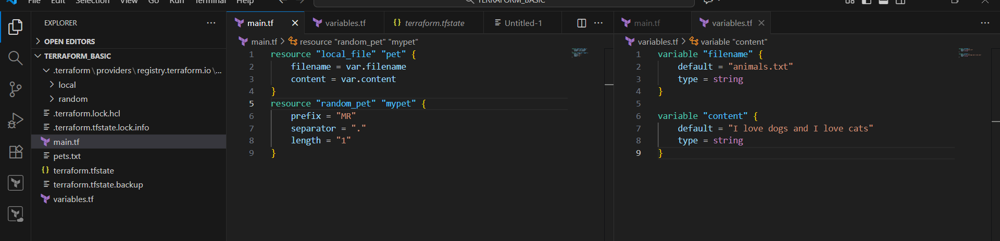 File Edit Selection View Go Run Terminal Help
TERRAFORM_BASIC
EXPLORER
OPEN EDITORS
TERRAFORM_BASIC
.terraform\providers\registry.terraform.io\...
local
random
.terraform.lock.hcl
.terraform.tfstate.lock.info
main.tf
pets.txt
terraform.tfstate
terraform.tfstate.backup
variables.tf
main.tf variables.tf terraform.tfstate Untitled-1
main.tf > resource "random_pet" "mypet"
1 resource "local_file" "pet" {
2     filename = var.filename
3     content = var.content
4 }
5 resource "random_pet" "mypet" {
6     prefix = "MR"
7     separator = "."
8     length = "1"
9 }
main.tf variables.tf
variables.tf > variable "content"
1 variable "filename" {
2     default = "animals.txt"
3     type = string
4 }
5
6 variable "content" {
7     default = "I love dogs and I love cats"
8     type = string
9 }